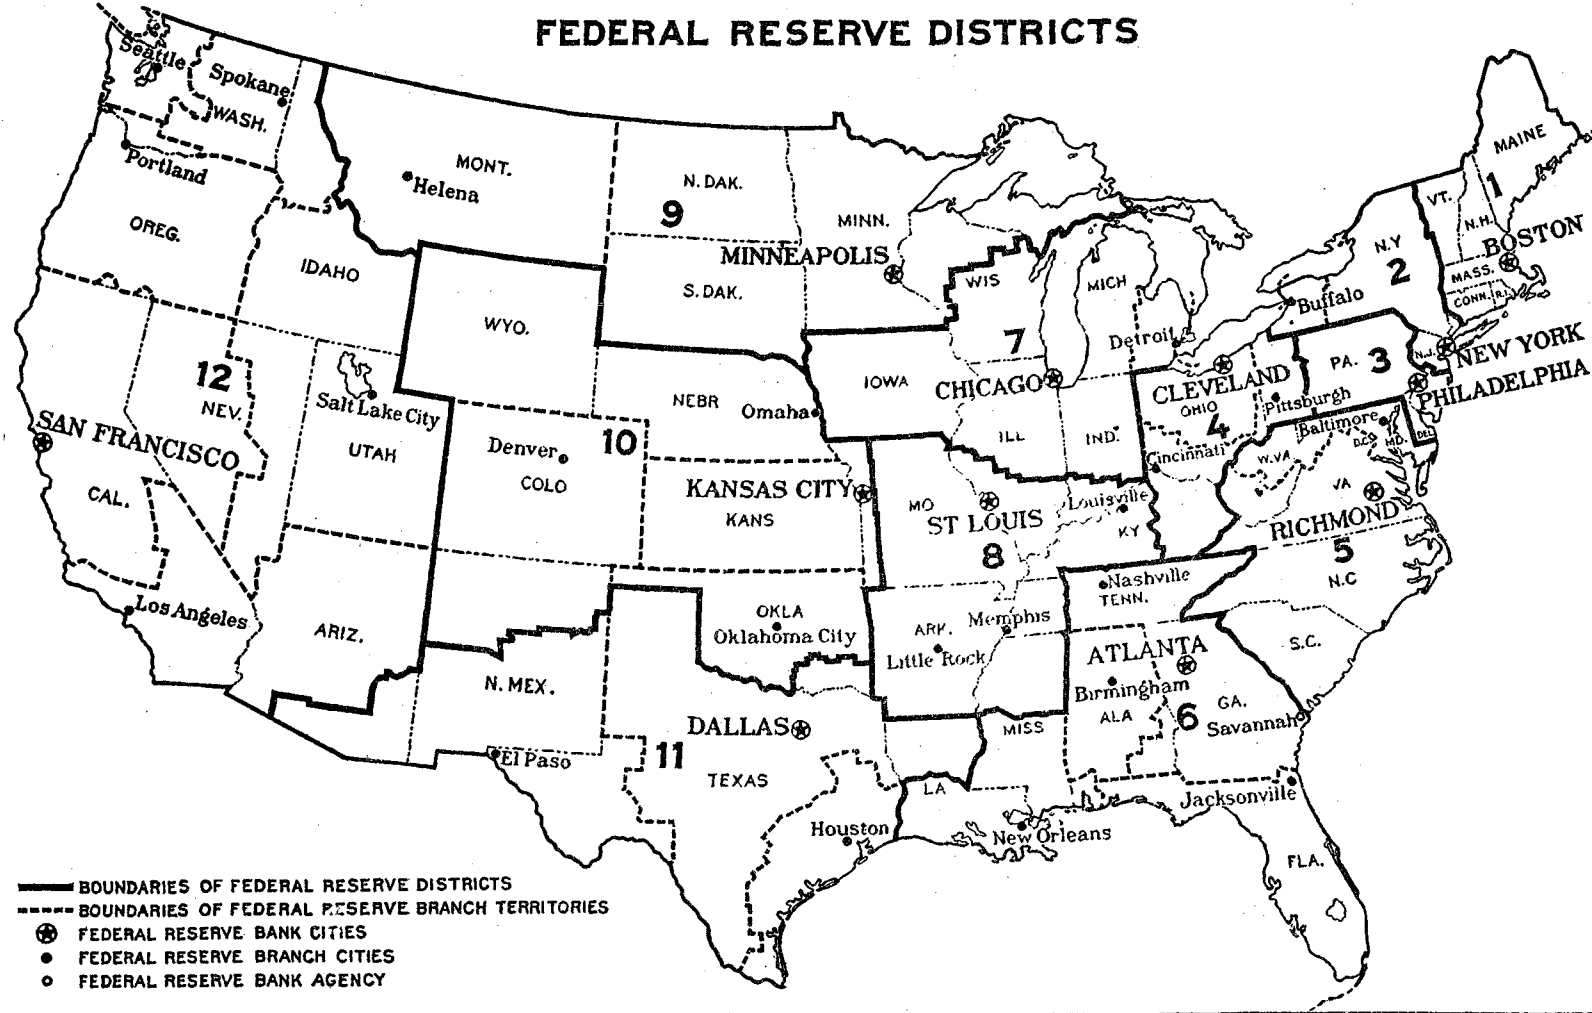 FEDERAL RESERVE DISTRICTS
Seattle
Spokane
WASH.
Portland
OREG.
MONT.
Helena
IDAHO
N. DAK.
9
MINN.
MINNEAPOLIS
S. DAK.
WYO.
WIS
MICH
7
Detroit
MAINE
VT.
1
N.H.
BOSTON
N.Y
2
MASS.
CONN.
R.I.
Buffalo
NEW YORK
N.J.
PA.
3
PHILADELPHIA
12
NEV.
SAN FRANCISCO
CAL.
Salt Lake City
UTAH
Los Angeles
ARIZ.
NEBR
Omaha
Denver
10
COLO
KANSAS CITY
KANS
IOWA
CHICAGO
ILL
IND.
CLEVELAND
OHIO
4
Pittsburgh
Cincinnati
Baltimore
D.C.
MD.
DEL
W.VA
VA
RICHMOND
5
N.C
S.C.
MO
ST LOUIS
8
Louisville
KY
Nashville
TENN.
Memphis
ARK.
Little Rock
OKLA
Oklahoma City
N. MEX.
El Paso
DALLAS
11
TEXAS
Houston
LA
New Orleans
MISS
ATLANTA
Birmingham
ALA
6
GA.
Savannah
Jacksonville
FLA.
BOUNDARIES OF FEDERAL RESERVE DISTRICTS
BOUNDARIES OF FEDERAL RESERVE BRANCH TERRITORIES
FEDERAL RESERVE BANK CITIES
FEDERAL RESERVE BRANCH CITIES
FEDERAL RESERVE BANK AGENCY